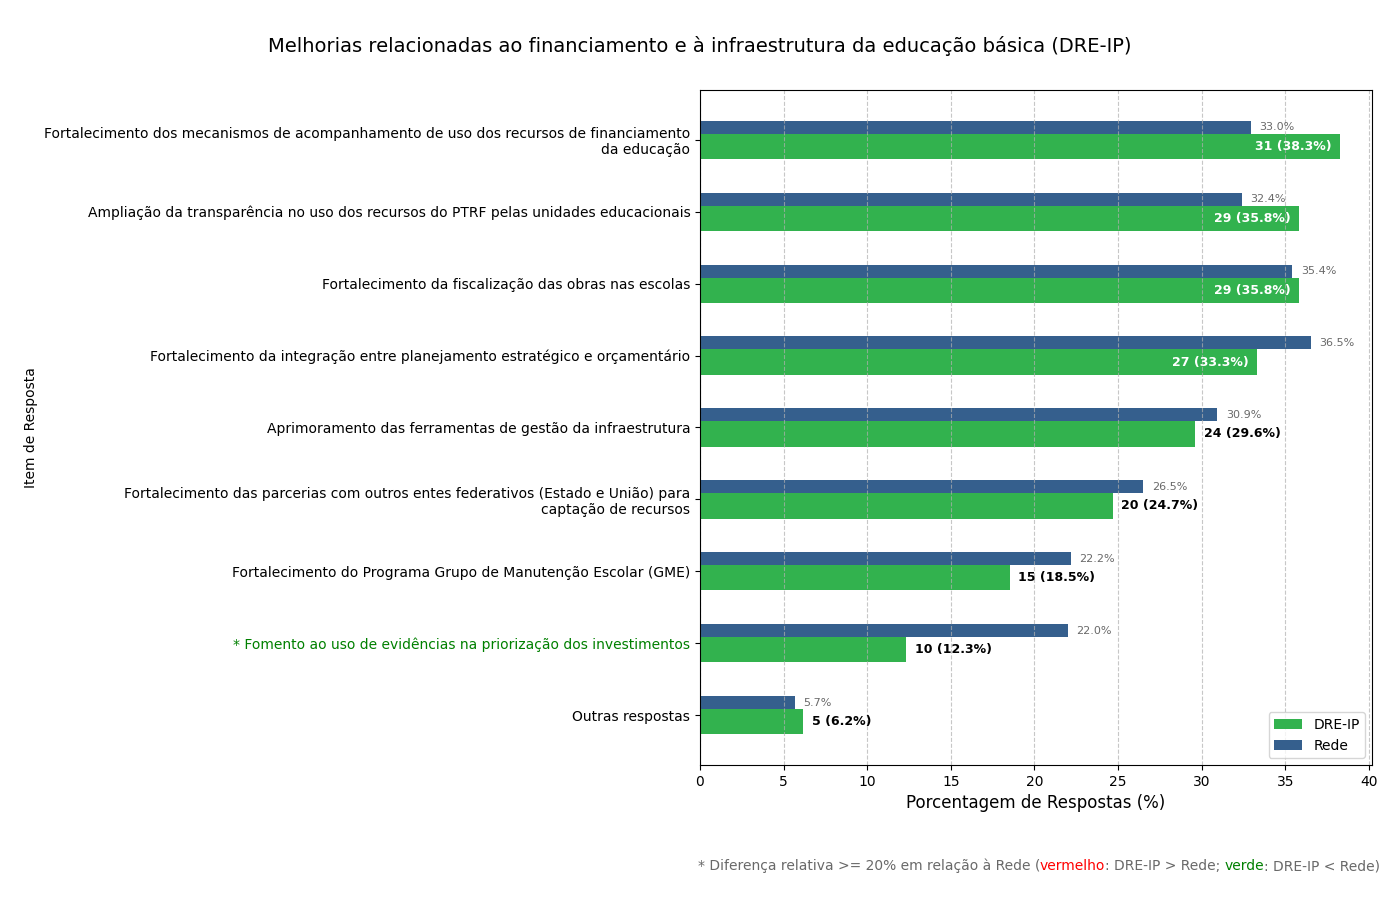 Melhorias relacionadas ao financiamento e à infraestrutura da educação básica (DRE-IP)
Item de Resposta
Fortalecimento dos mecanismos de acompanhamento de uso dos recursos de financiamento
da educação
33.0%
31 (38.3%)
Ampliação da transparência no uso dos recursos do PTRF pelas unidades educacionais
32.4%
29 (35.8%)
Fortalecimento da fiscalização das obras nas escolas
35.4%
29 (35.8%)
Fortalecimento da integração entre planejamento estratégico e orçamentário
36.5%
27 (33.3%)
Aprimoramento das ferramentas de gestão da infraestrutura
30.9%
24 (29.6%)
Fortalecimento das parcerias com outros entes federativos (Estado e União) para
captação de recursos
26.5%
20 (24.7%)
Fortalecimento do Programa Grupo de Manutenção Escolar (GME)
22.2%
15 (18.5%)
* Fomento ao uso de evidências na priorização dos investimentos
22.0%
10 (12.3%)
Outras respostas
5.7%
5 (6.2%)
DRE-IP
Rede
0 5 10 15 20 25 30 35 40
Porcentagem de Respostas (%)
* Diferença relativa >= 20% em relação à Rede (vermelho: DRE-IP > Rede; verde: DRE-IP < Rede)